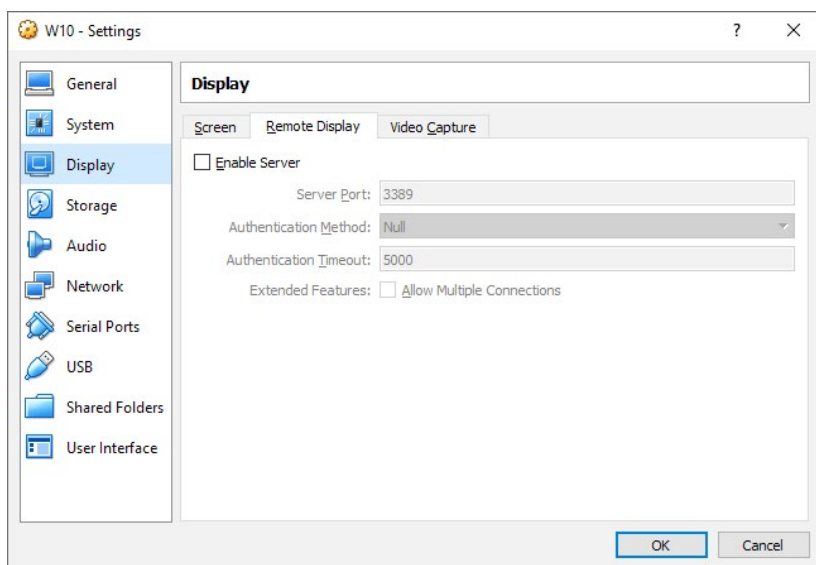 W10 - Settings
?
General
System
Display
Storage
Audio
Network
Serial Ports
USB
Shared Folders
User Interface
Display
Screen Remote Display Video Capture
Enable Server
Server Port: 3389
Authentication Method: Null
Authentication Timeout: 5000
Extended Features: Allow Multiple Connections
OK Cancel